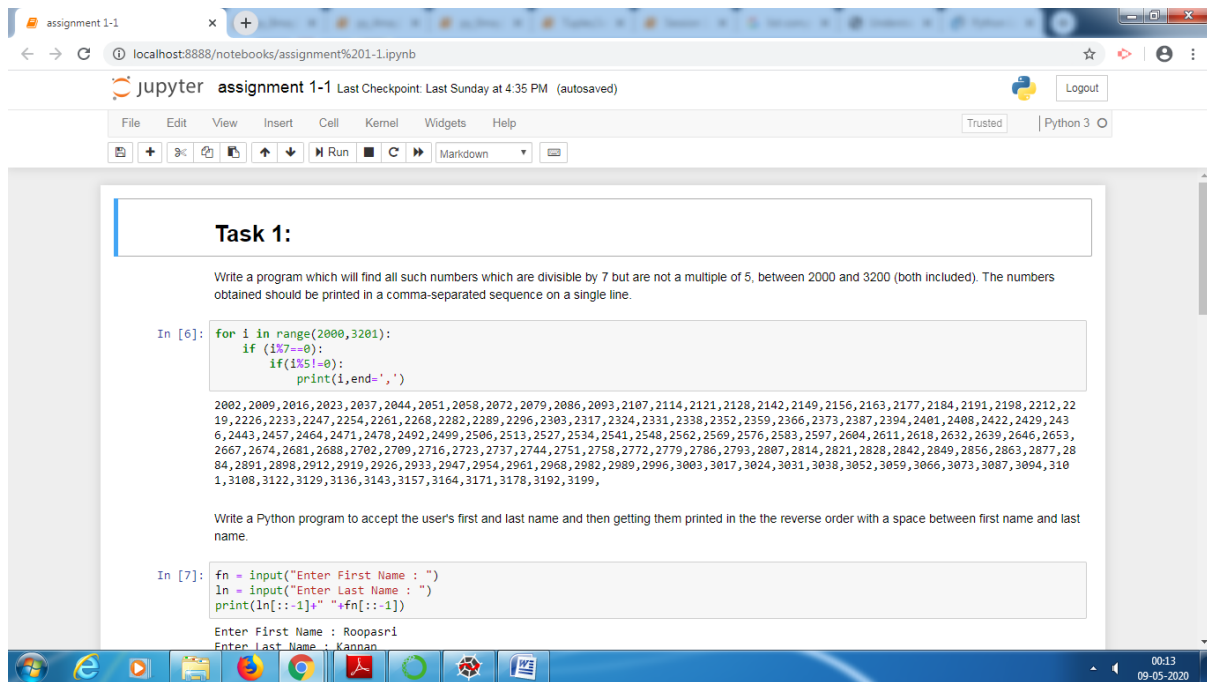 assignment 1-1
localhost:8888/notebooks/assignment%201-1.ipynb
jupyter assignment 1-1 Last Checkpoint: Last Sunday at 4:35 PM (autosaved)
Logout
File Edit View Insert Cell Kernel Widgets Help
Trusted
Python 3
Run
Markdown
Task 1:
Write a program which will find all such numbers which are divisible by 7 but are not a multiple of 5, between 2000 and 3200 (both included). The numbers
obtained should be printed in a comma-separated sequence on a single line.
In [6]: for i in range(2000,3201):
if (i%7==0):
if(i%5!=0):
print(i,end=',')
2002,2009,2016,2023,2037,2044,2051,2058,2072,2079,2086,2093,2107,2114,2121,2128,2142,2149,2156,2163,2177,2184,2191,2198,2212,22
19,2226,2233,2247,2254,2261,2268,2282,2289,2296,2303,2317,2324,2331,2338,2352,2359,2366,2373,2387,2394,2401,2408,2422,2429,243
6,2443,2457,2464,2471,2478,2492,2499,2506,2513,2527,2534,2541,2548,2562,2569,2576,2583,2597,2604,2611,2618,2632,2639,2646,2653,
2667,2674,2681,2688,2702,2709,2716,2723,2737,2744,2751,2758,2772,2779,2786,2793,2807,2814,2821,2828,2842,2849,2856,2863,2877,28
84,2891,2898,2912,2919,2926,2933,2947,2954,2961,2968,2982,2989,2996,3003,3017,3024,3031,3038,3052,3059,3066,3073,3087,3094,310
1,3108,3122,3129,3136,3143,3157,3164,3171,3178,3192,3199,
Write a Python program to accept the user's first and last name and then getting them printed in the the reverse order with a space between first name and last
name.
In [7]: fn = input("Enter First Name : ")
ln = input("Enter Last Name : ")
print(ln[::-1]+" "+fn[::-1])
Enter First Name : Roopasri
Enter Last Name : Kannan
00:13
09-05-2020